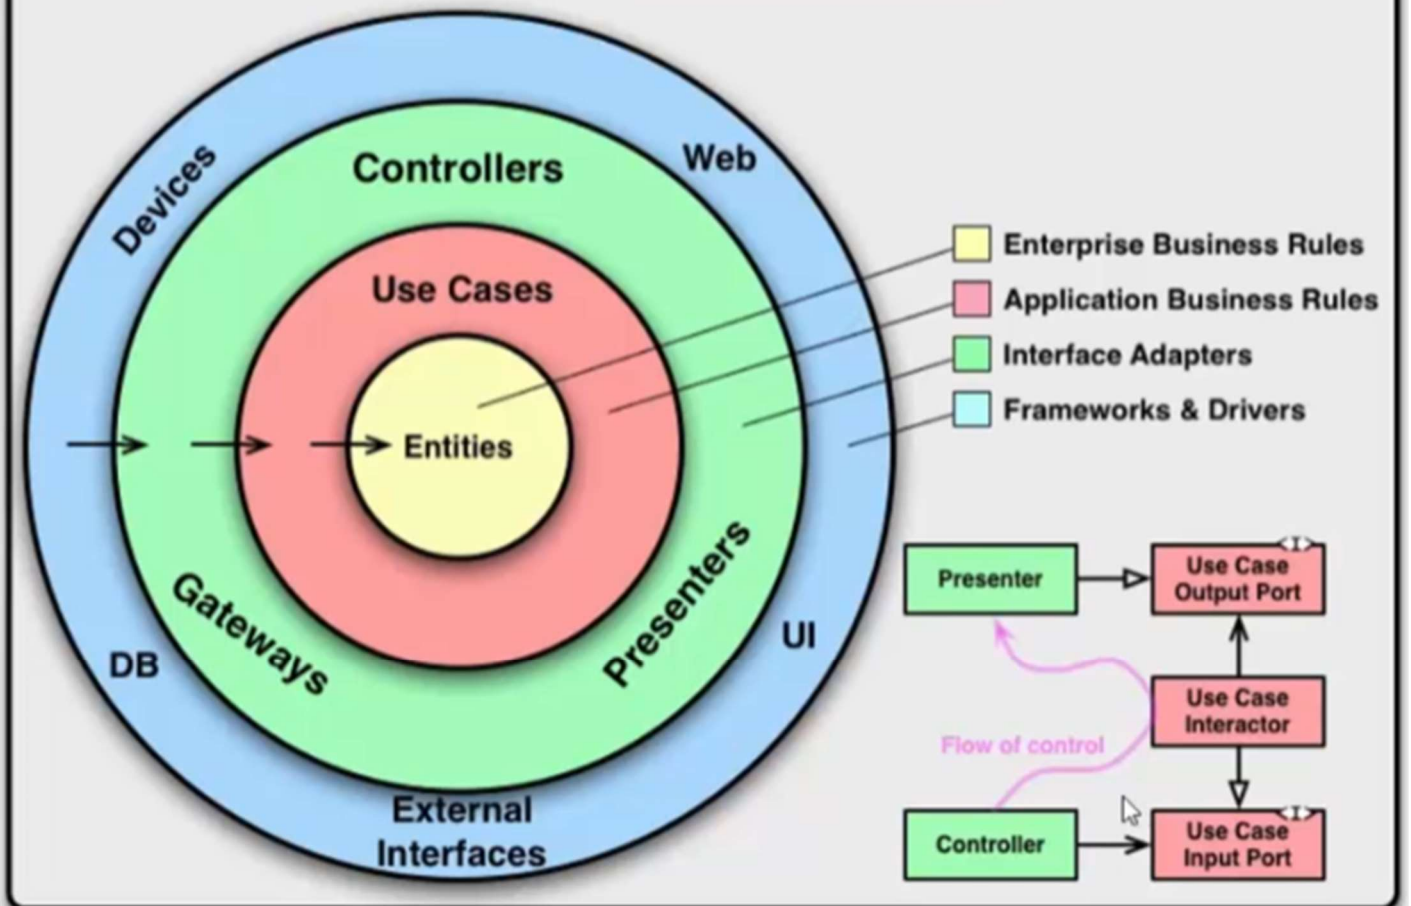 Devices
Web
Controllers
Use Cases
Entities
Gateways
Presenters
DB
UI
External
Interfaces
Enterprise Business Rules
Application Business Rules
Interface Adapters
Frameworks & Drivers
Presenter
Use Case
Output Port
<I>
Use Case
Interactor
Flow of control
Controller
Use Case
Input Port
<I>